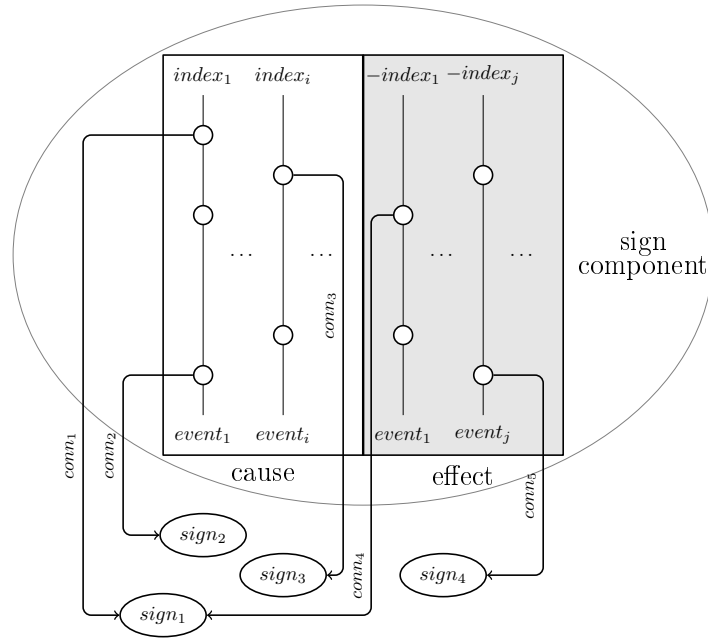 index₁ index_i −index₁ −index_j
... ... ... ...
sign
component
conn₃
event₁ event_i event₁ event_j
conn₁ conn₂ cause effect
conn₅
sign₂
conn₄
sign₃ sign₄
sign₁